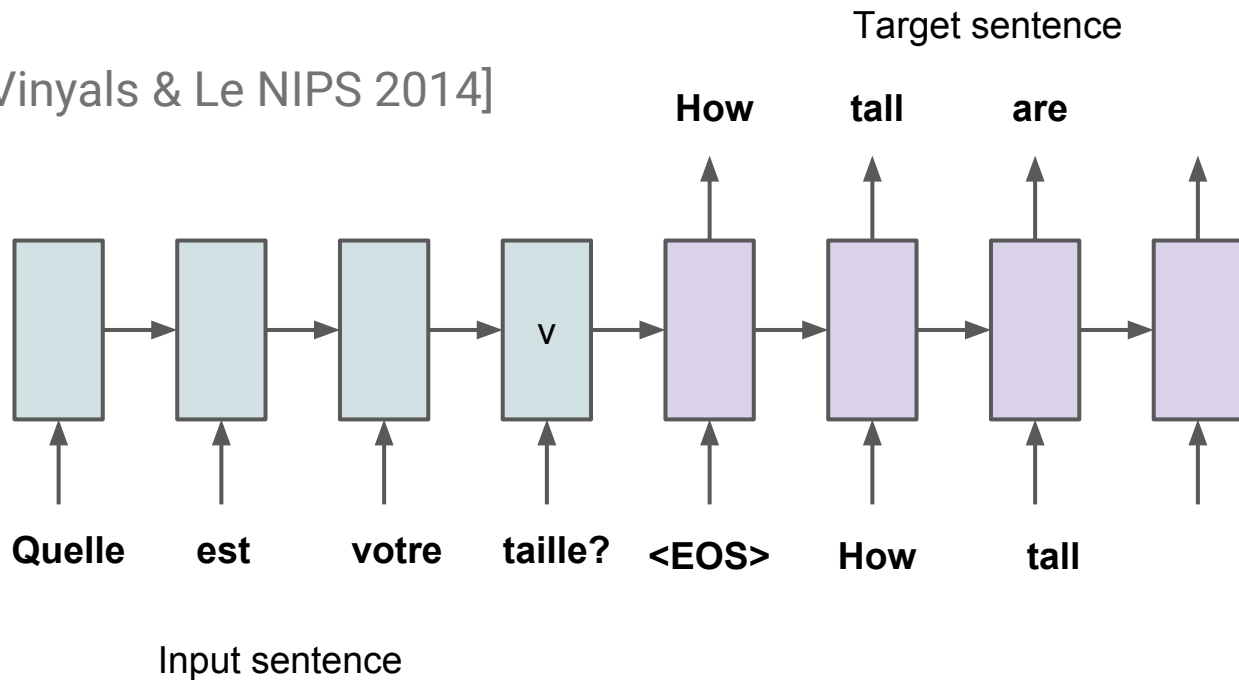 Target sentence
Vinyals & Le NIPS 2014]
How tall are
v
Quelle est votre taille? <EOS> How tall
Input sentence